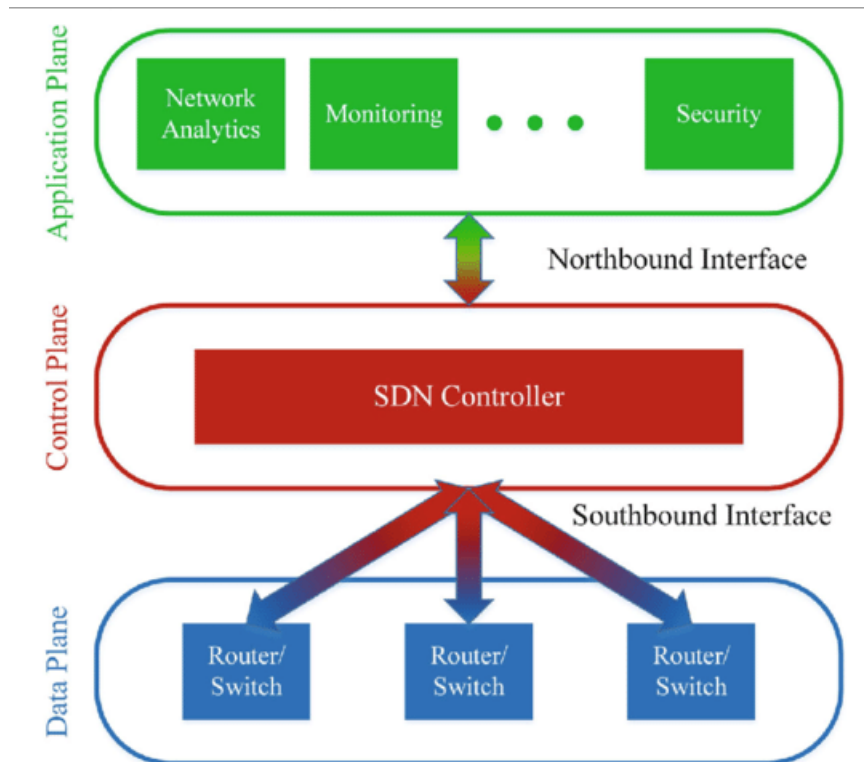 Application Plane
Network
Analytics
Monitoring
Security
Northbound Interface
Control Plane
SDN Controller
Southbound Interface
Data Plane
Router/
Switch
Router/
Switch
Router/
Switch